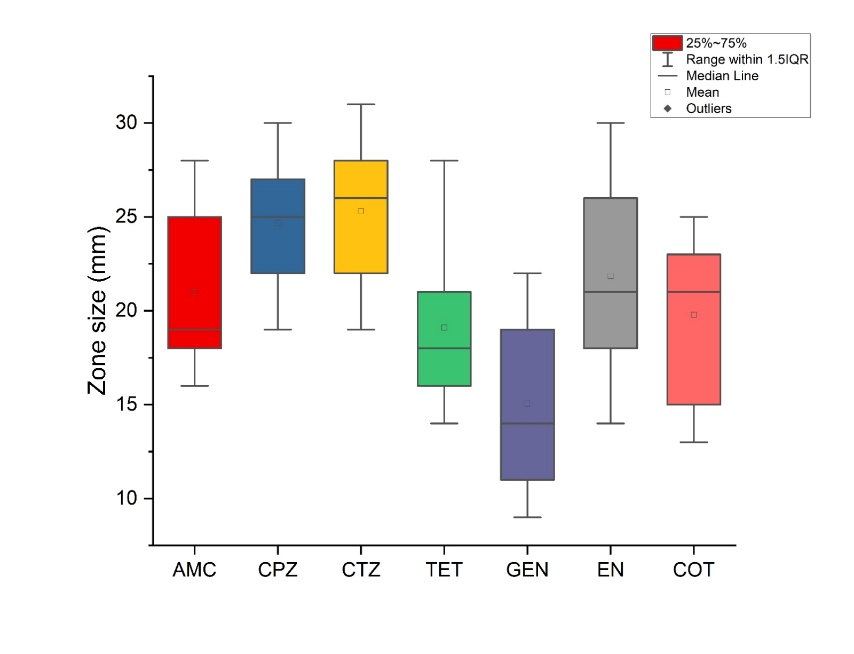 25%~75%
Range within 1.5IQR
Median Line
Mean
Outliers
30
25
20
15
10
Zone size (mm)
AMC CPZ CTZ TET GEN EN COT